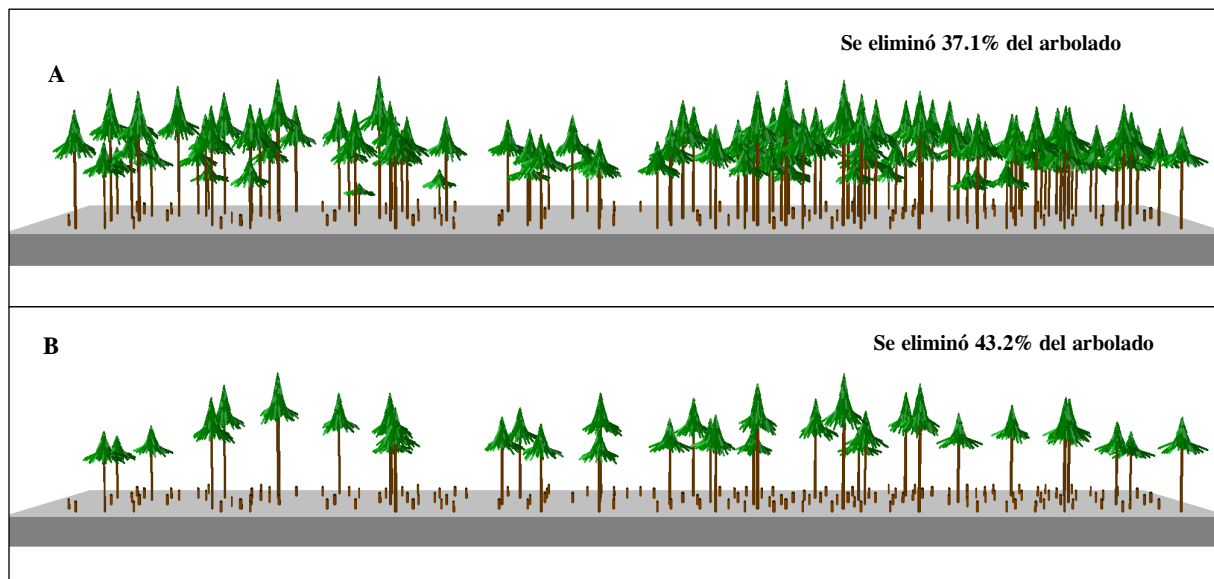 Se eliminó 37.1% del arbolado
A
B
Se eliminó 43.2% del arbolado